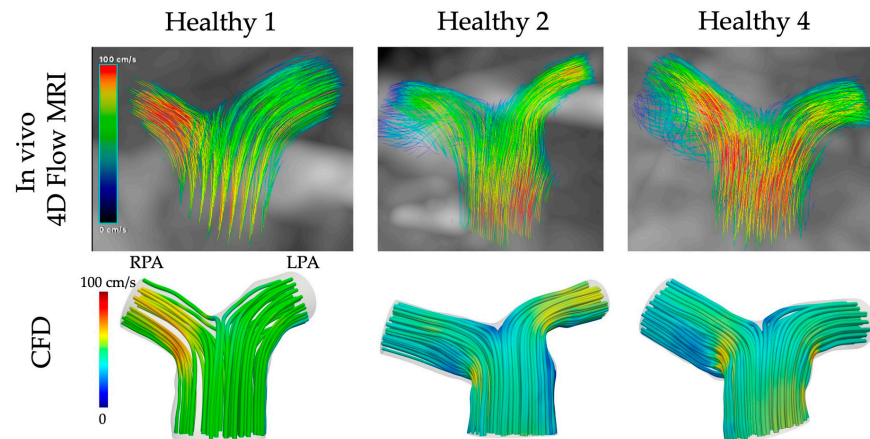 Healthy 1
Healthy 2
Healthy 4
In vivo
4D Flow MRI
100 cm/s
0 cm/s
RPA
LPA
CFD
100 cm/s
0